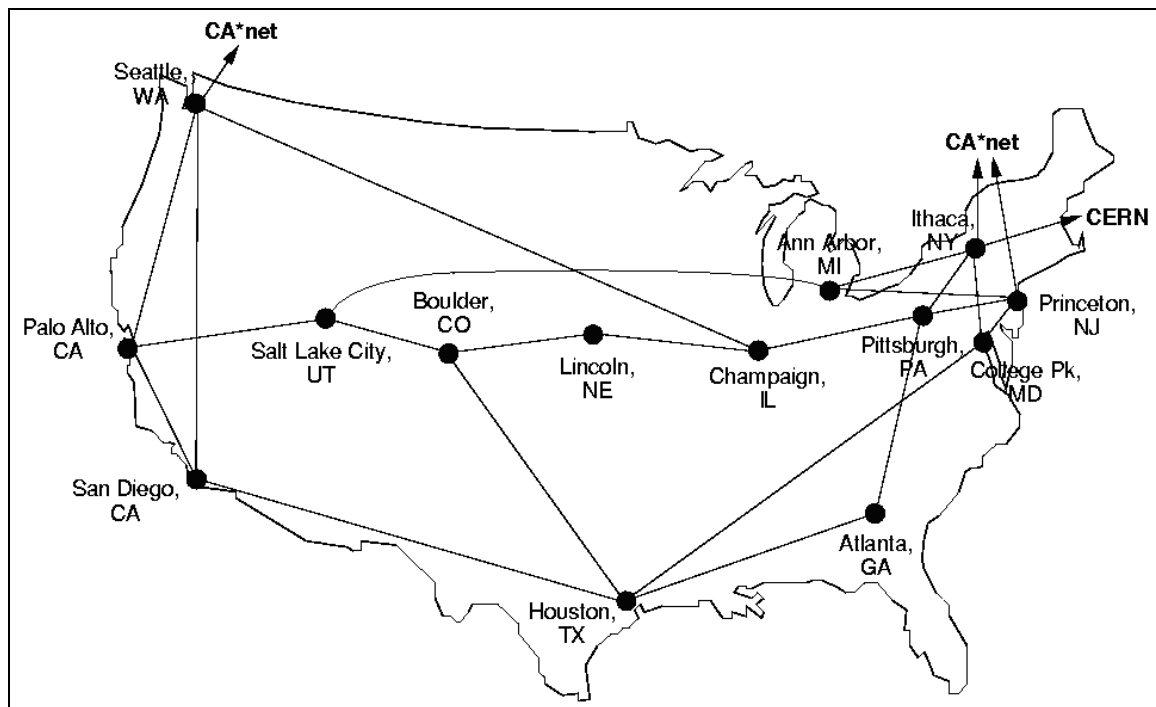 CA*net
Seattle,
WA
CA*net
Ithaca,
NY
CERN
Ann Arbor,
MI
Boulder,
CO
Princeton,
NJ
Palo Alto,
CA
Salt Lake City,
UT
Lincoln,
NE
Champaign,
IL
Pittsburgh,
PA
College Pk,
MD
San Diego,
CA
Atlanta,
GA
Houston,
TX